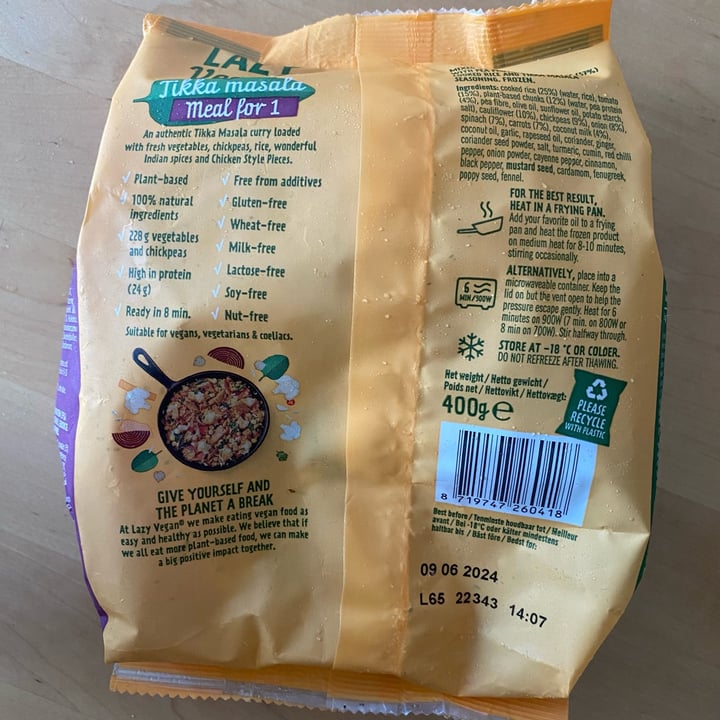 LAZY
Vegan
Tikka masala
Meal for 1
An authentic Tikka Masala curry loaded
with fresh vegetables, chickpeas, rice, wonderful
Indian spices and Chicken Style Pieces.
✓ Plant-based
✓ 100% natural
ingredients
✓ 228 g vegetables
and chickpeas
✓ High in protein
(24 g)
✓ Ready in 8 min.
✓ Free from additives
✓ Gluten-free
✓ Wheat-free
✓ Milk-free
✓ Lactose-free
✓ Soy-free
✓ Nut-free
Suitable for vegans, vegetarians & coeliacs.
GIVE YOURSELF AND
THE PLANET A BREAK
At Lazy Vegan® we make eating vegan food as
easy and healthy as possible. We believe that if
we all eat more plant-based food, we can make
a big positive impact together.
COOKED RICE AND TIKKA MASALA
SEASONING. FROZEN.
Ingredients: cooked rice (25%) (water, rice), tomato
(15%), plant-based chunks (12%) (water, pea protein
(4%), pea fibre, olive oil, sunflower oil, potato starch,
salt), cauliflower (10%), chickpeas (9%), onion (8%),
spinach (7%), carrots (7%), coconut milk (4%),
coconut oil, garlic, rapeseed oil, coriander, ginger,
coriander seed powder, salt, turmeric, cumin, red chilli
pepper, onion powder, cayenne pepper, cinnamon,
black pepper, mustard seed, cardamom, fenugreek,
poppy seed, fennel.
FOR THE BEST RESULT,
HEAT IN A FRYING PAN.
Add your favorite oil to a frying
pan and heat the frozen product
on medium heat for 8-10 minutes,
stirring occasionally.
6
MIN/900W
ALTERNATIVELY, place into a
microwaveable container. Keep the
lid on but the vent open to help the
pressure escape gently. Heat for 6
minutes on 900W (7 min. on 800W or
8 min on 700W). Stir halfway through.
STORE AT -18 °C OR COLDER.
DO NOT REFREEZE AFTER THAWING.
Net weight / Netto gewicht /
Poids net / Nettovikt / Nettovægt:
400g e
PLEASE
RECYCLE
WITH PLASTIC
8 719747 260418
Best before / Tenminste houdbaar tot / Meilleur
avant / Bei -18°C oder kälter mindestens
haltbar bis / Bäst före / Bedst før:
09 06 2024
L65 22343 14:07